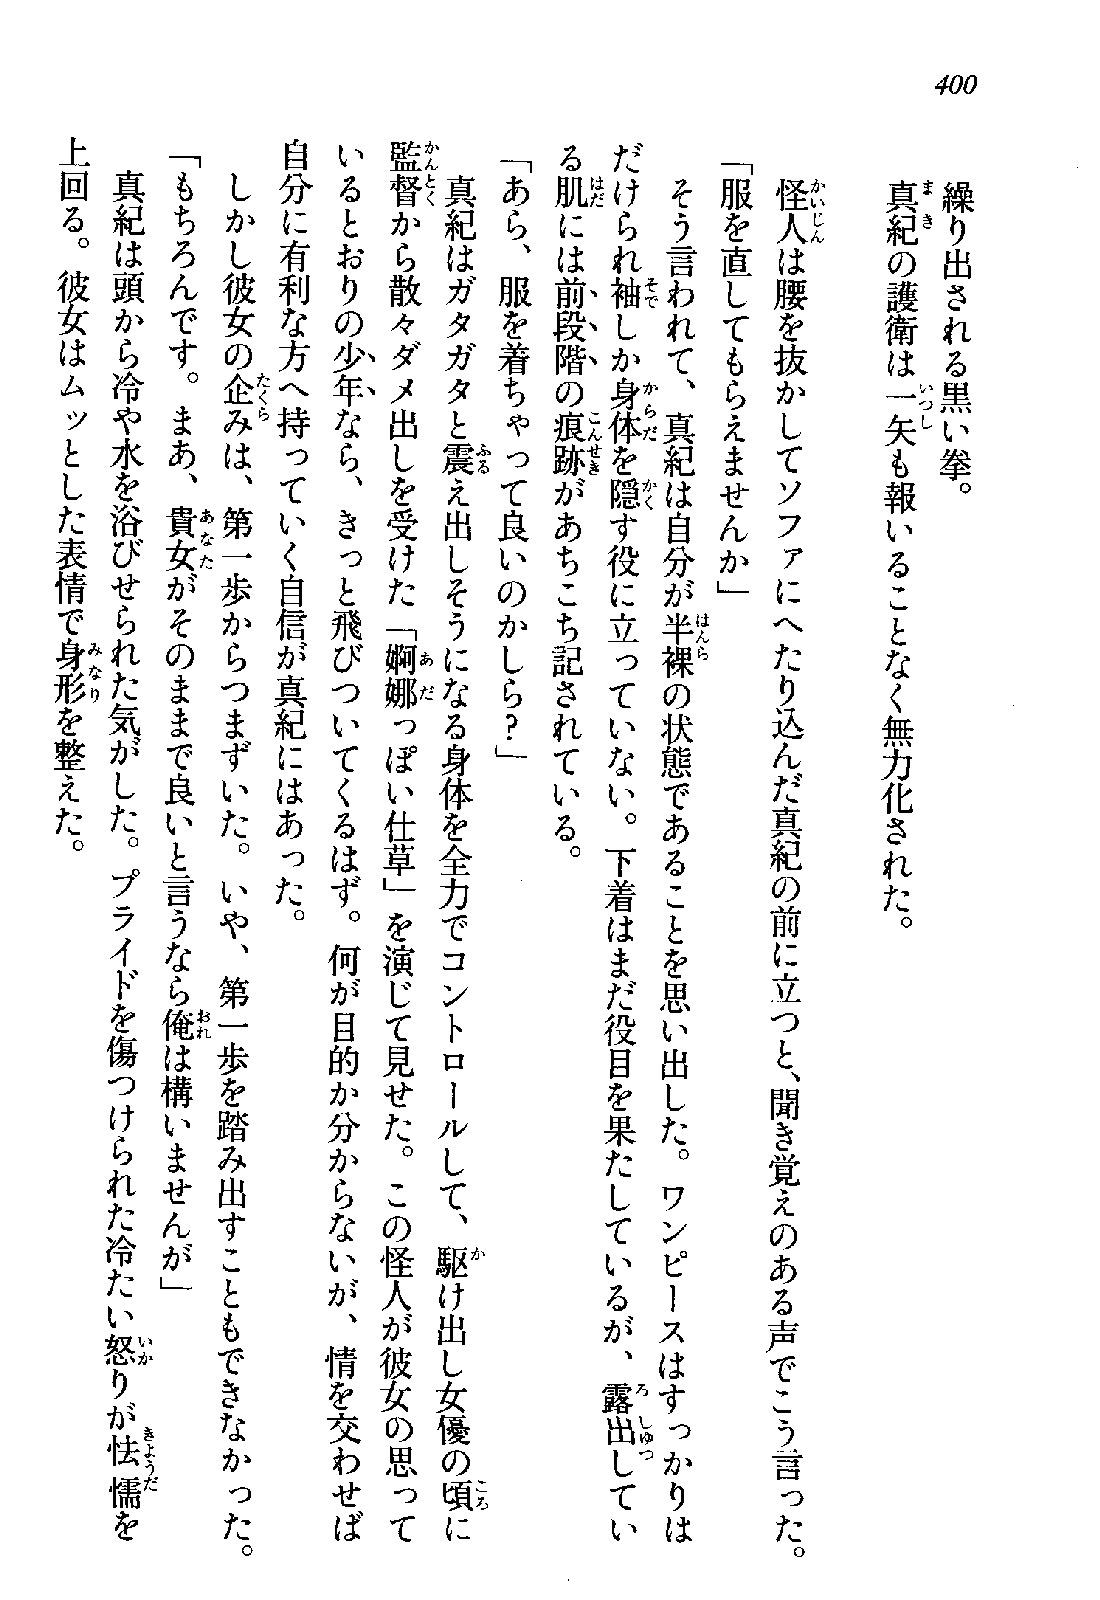 400
繰り出される黒い拳。
真紀の護衛は一矢も報いることなく無力化された。
怪人は腰を抜かしてソファにへたり込んだ真紀の前に立つと、聞き覚えのある声でこう言った。
「服を直してもらえませんか」
そう言われて、真紀は自分が半裸の状態であることを思い出した。ワンピースはすっかりは
だけられ袖しか身体を隠す役に立っていない。下着はまだ役目を果たしているが、露出してい
る肌には前段階の痕跡があちこち記されている。
「あら、服を着ちゃって良いのかしら？」
真紀はガタガタと震え出しそうになる身体を全力でコントロールして、駆け出し女優の頃に
監督から散々ダメ出しを受けた「婀娜っぽい仕草」を演じて見せた。この怪人が彼女の思って
いるとおりの少年なら、きっと飛びついてくるはず。何が目的か分からないが、情を交わせば
自分に有利な方へ持っていく自信が真紀にはあった。
しかし彼女の企みは、第一歩からつまずいた。いや、第一歩を踏み出すこともできなかった。
「もちろんです。まあ、貴女がそのままで良いと言うなら俺は構いませんが」
真紀は頭から冷や水を浴びせられた気がした。プライドを傷つけられた冷たい怒りが怯懦を
上回る。彼女はムッとした表情で身形を整えた。